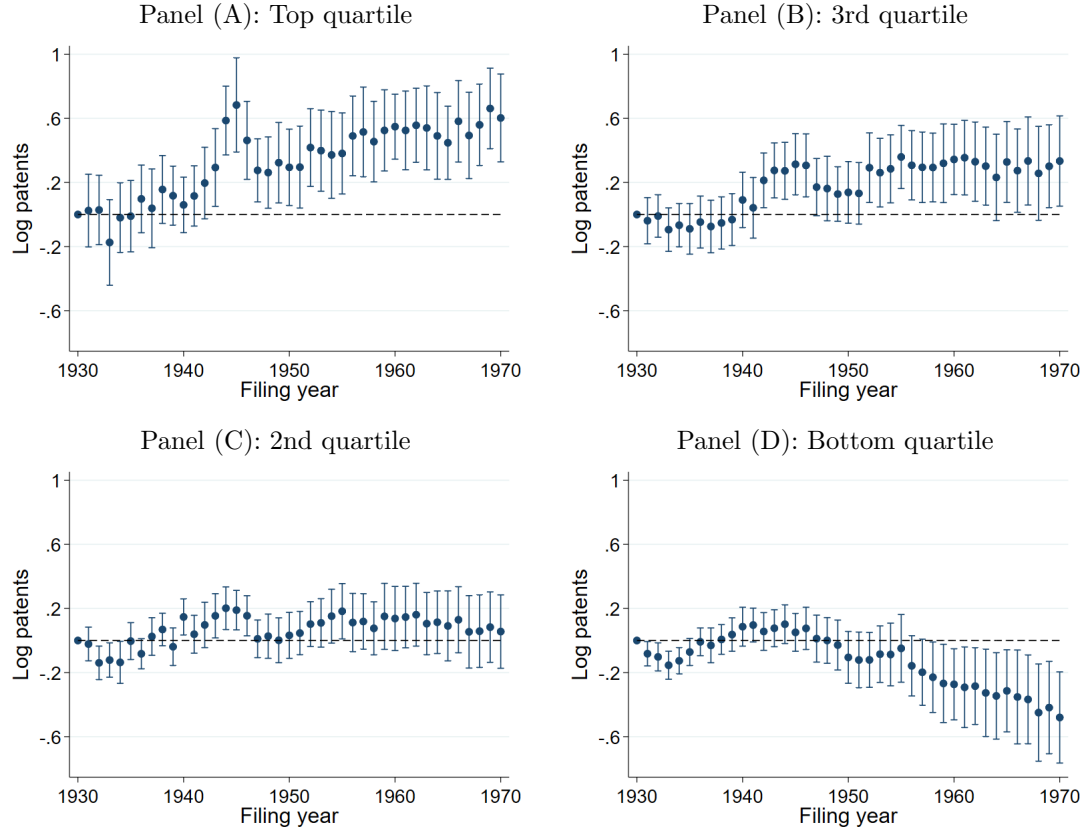 Panel (A): Top quartile
1
.6
.2
-.2
-.6
Log patents
1930 1940 1950 1960 1970
Filing year
Panel (B): 3rd quartile
1
.6
.2
-.2
-.6
Log patents
1930 1940 1950 1960 1970
Filing year
Panel (C): 2nd quartile
1
.6
.2
-.2
-.6
Log patents
1930 1940 1950 1960 1970
Filing year
Panel (D): Bottom quartile
1
.6
.2
-.2
-.6
Log patents
1930 1940 1950 1960 1970
Filing year